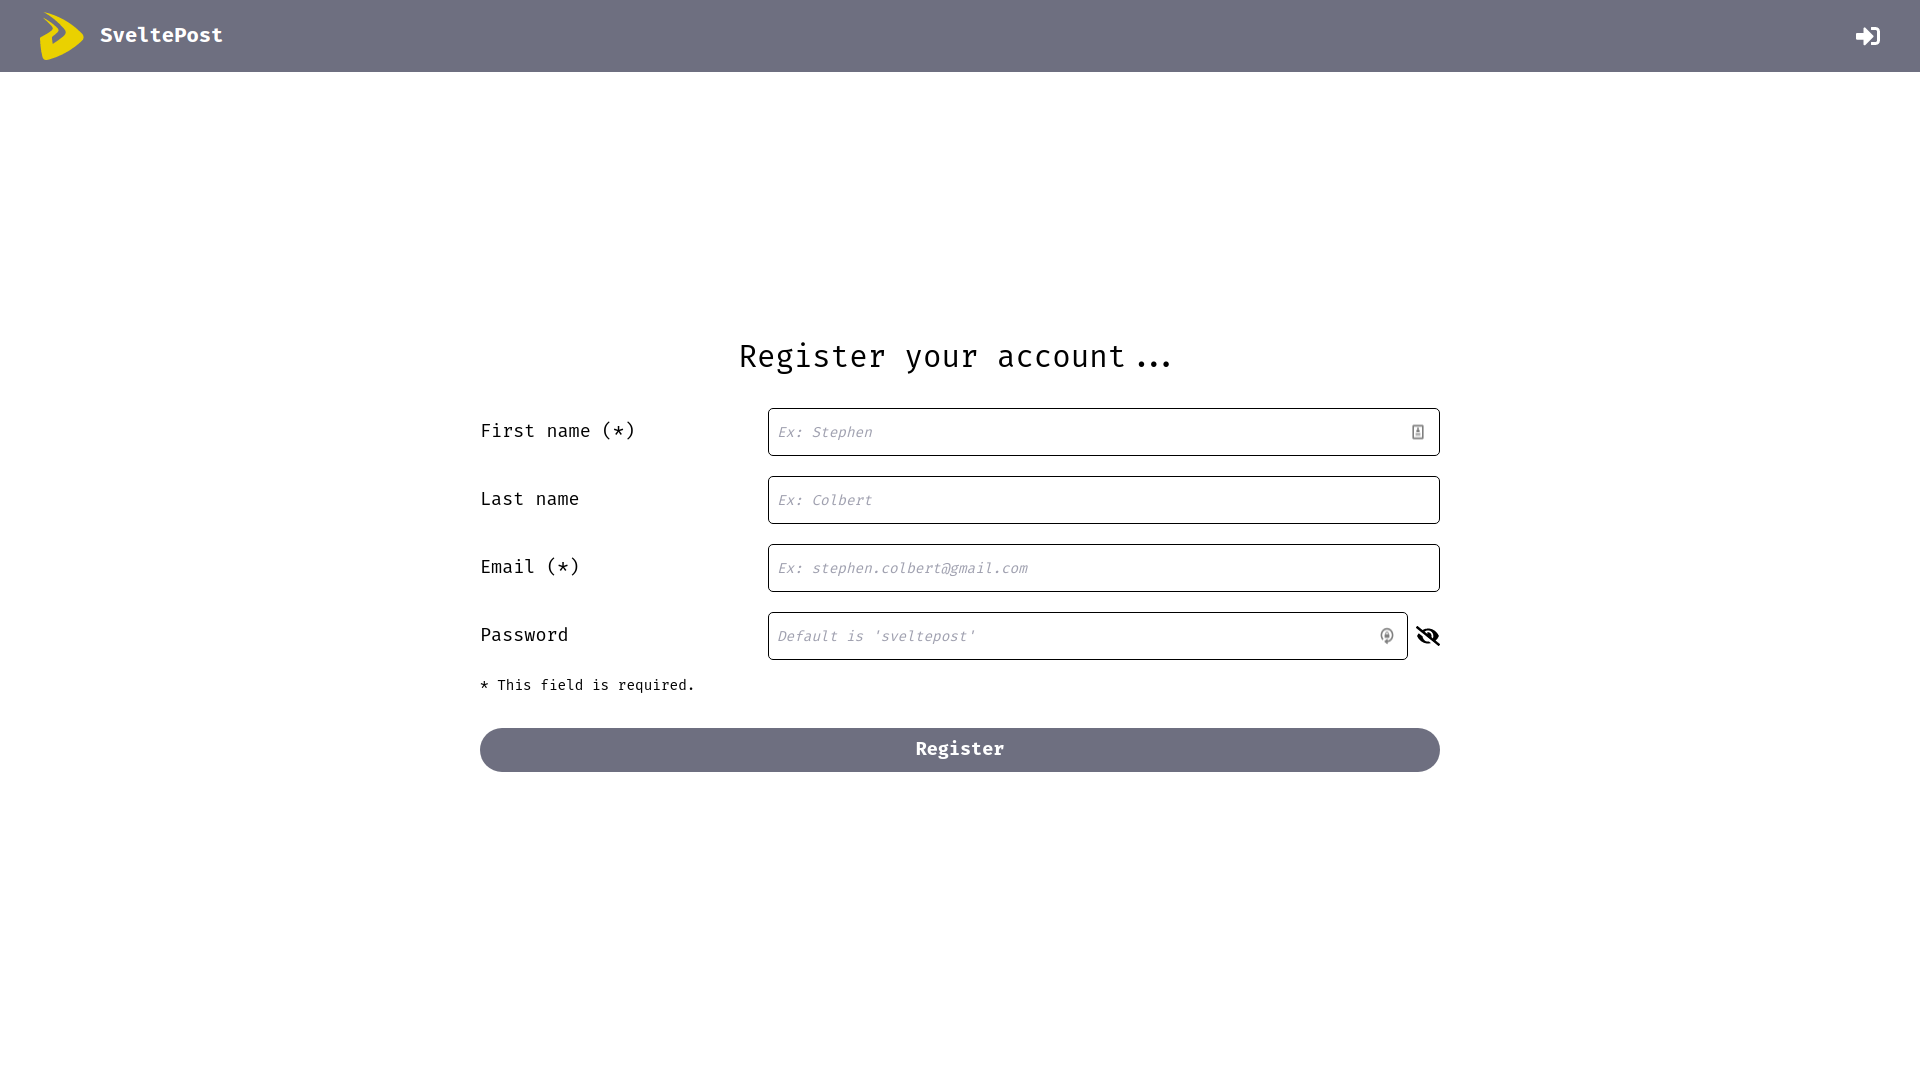 SveltePost
Register your account...
First name (*)
Ex: Stephen
Last name
Ex: Colbert
Email (*)
Ex: stephen.colbert@gmail.com
Password
Default is 'sveltepost'
* This field is required.
Register